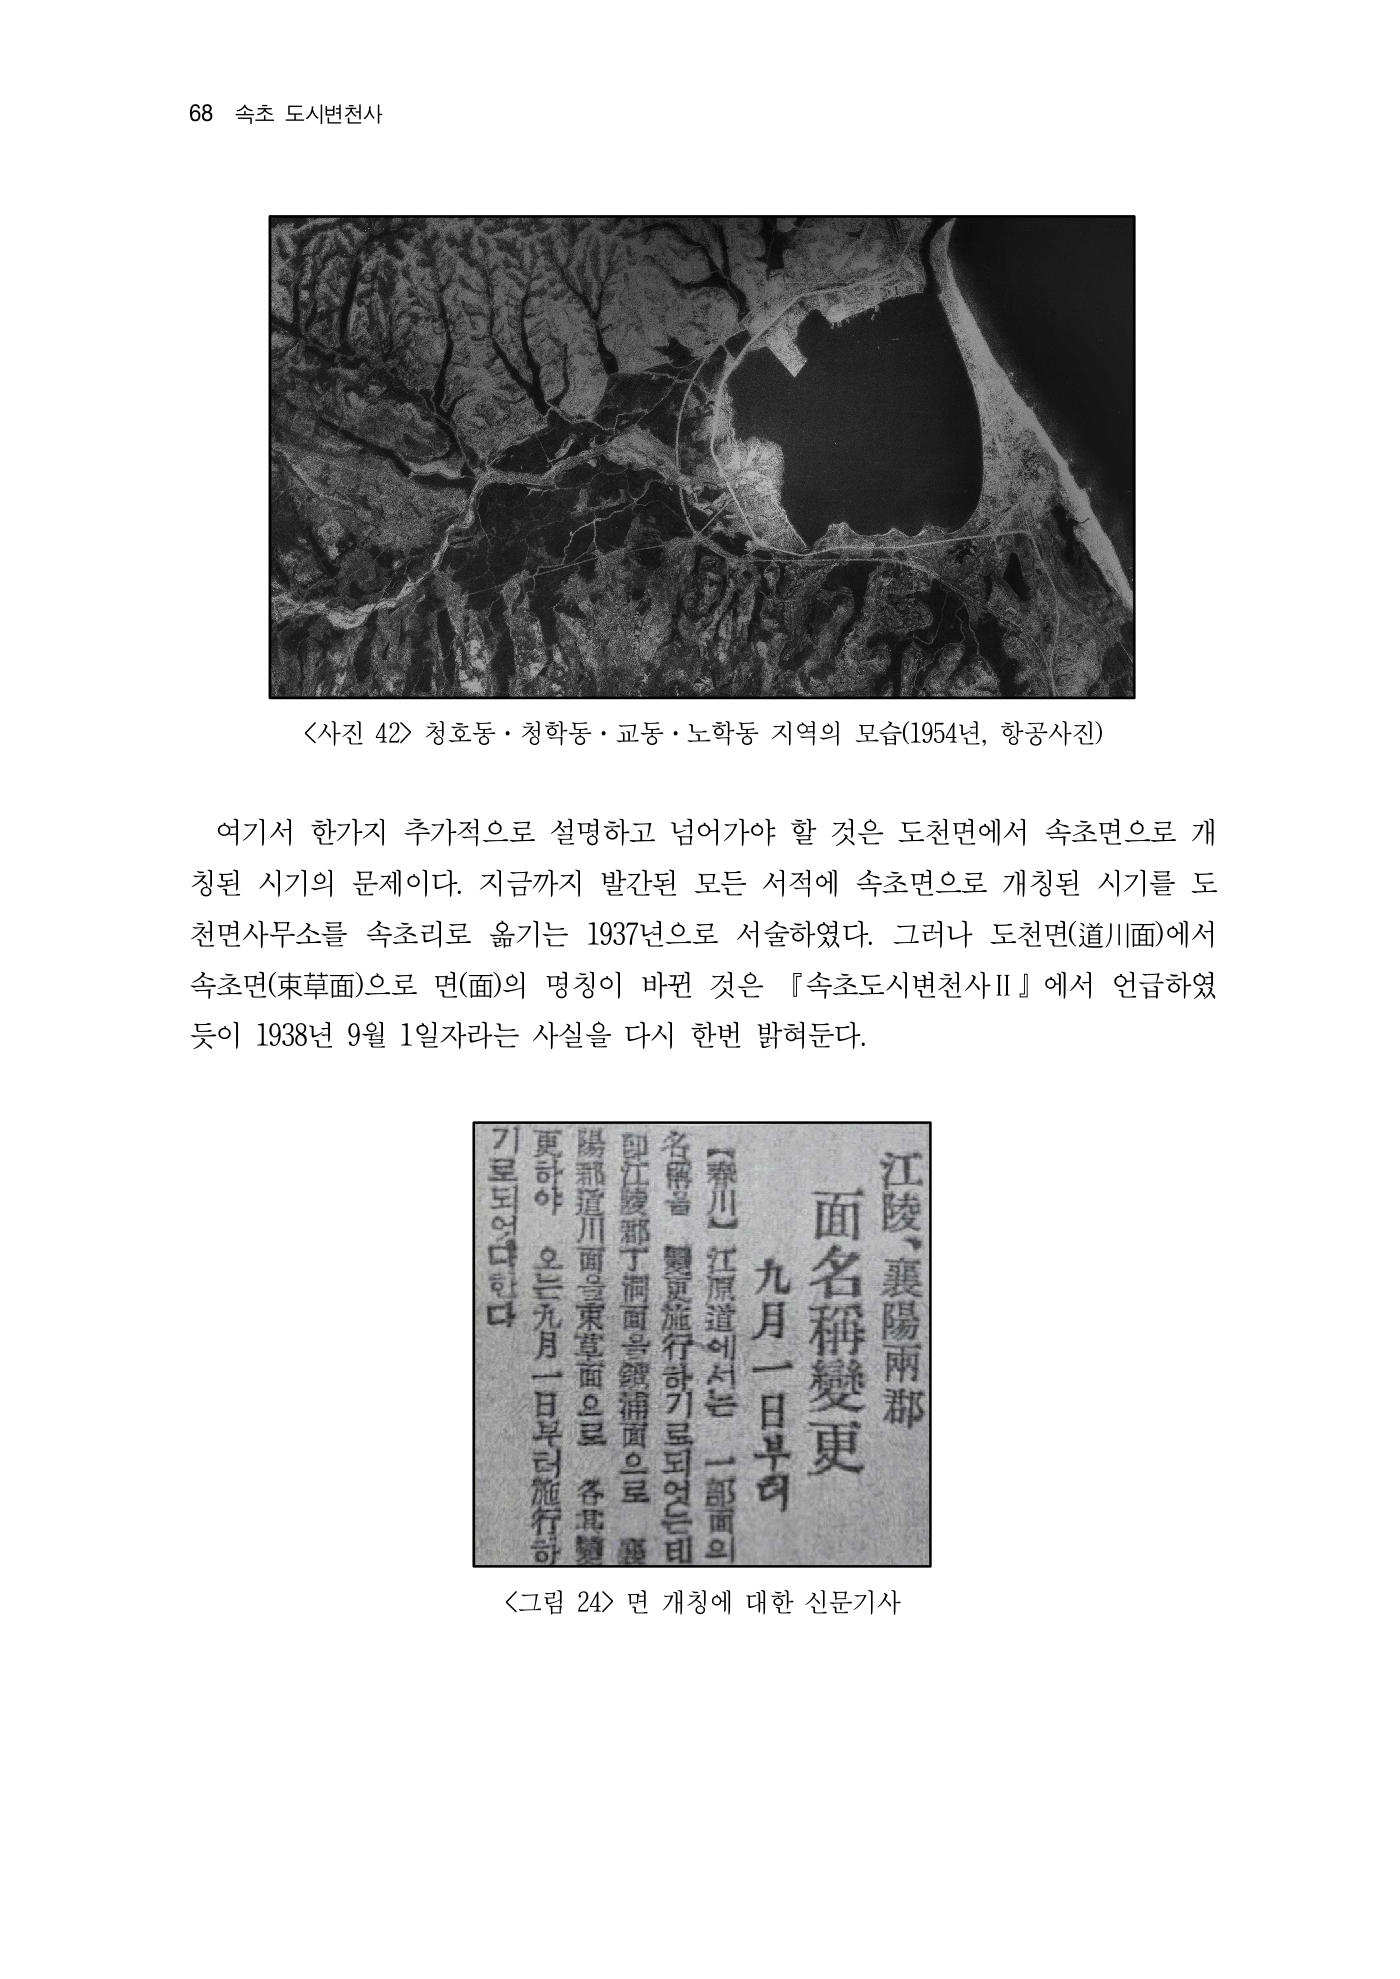 68 속초 도시변천사
<사진 42> 청호동·청학동·교동·노학동 지역의 모습(1954년, 항공사진)
여기서 한가지 추가적으로 설명하고 넘어가야 할 것은 도천면에서 속초면으로 개
칭된 시기의 문제이다. 지금까지 발간된 모든 서적에 속초면으로 개칭된 시기를 도
천면사무소를 속초리로 옮기는 1937년으로 서술하였다. 그러나 도천면(道川面)에서
속초면(束草面)으로 면(面)의 명칭이 바뀐 것은 『속초도시변천사Ⅱ』에서 언급하였
듯이 1938년 9월 1일자라는 사실을 다시 한번 밝혀둔다.
江陵、襄陽兩郡
面名稱變更
九月一日부터
【春川】江原道에서는 一部面의
名稱을 變更施行하기로되엇는데
卽江陵郡丁洞面을鏡浦面으로 襄
陽郡道川面을束草面으로 各其變
更하야 오는九月一日부터施行하
기로되엇다한다
<그림 24> 면 개칭에 대한 신문기사